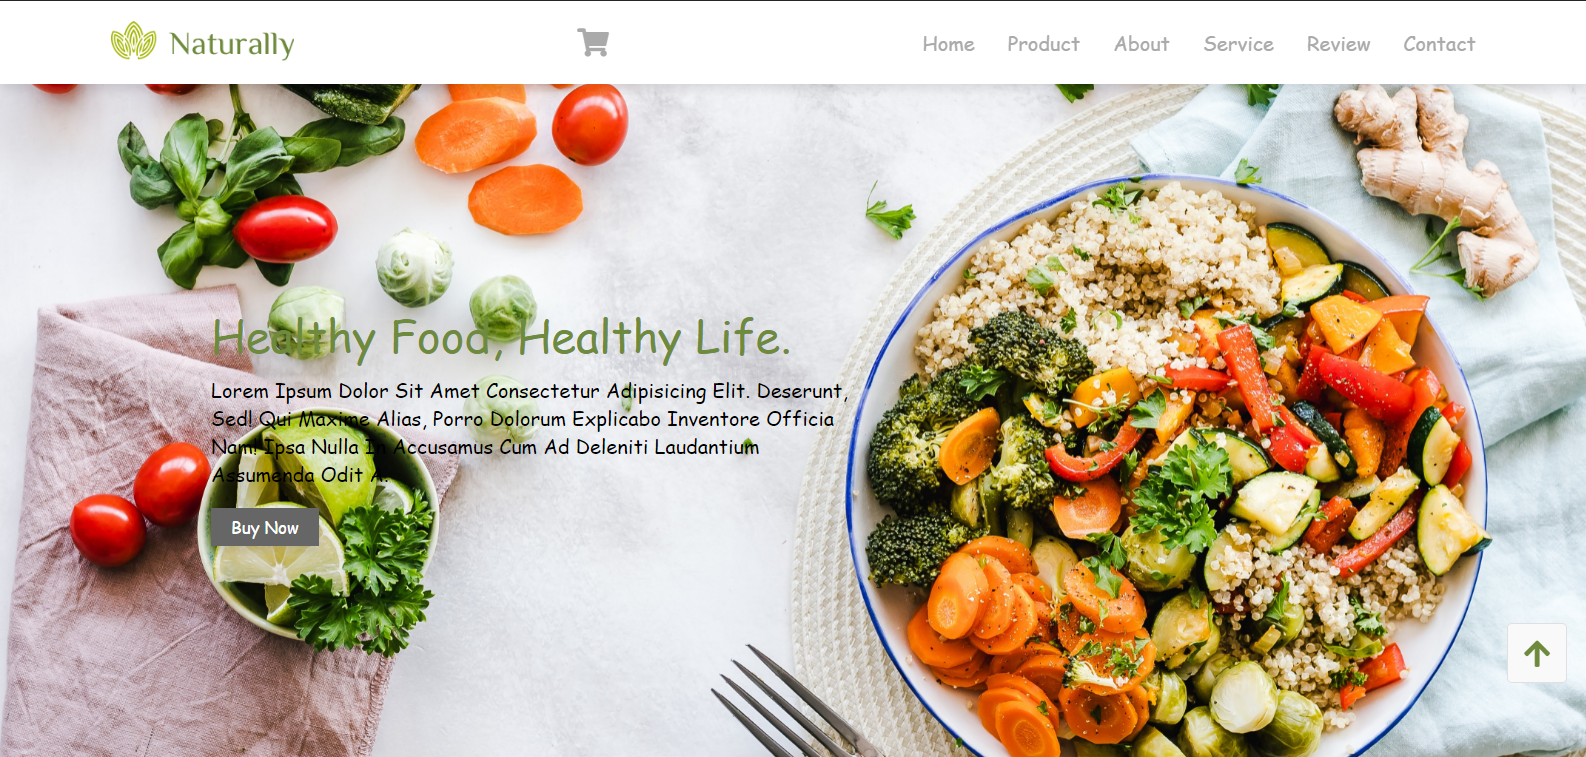 Naturally
Home Product About Service Review Contact
Healthy Food, Healthy Life.
Lorem Ipsum Dolor Sit Amet Consectetur Adipisicing Elit. Deserunt,
Sed! Qui Maxime Alias, Porro Dolorum Explicabo Inventore Officia
Nam! Ipsa Nulla In Accusamus Cum Ad Deleniti Laudantium
Assumenda Odit A.
Buy Now